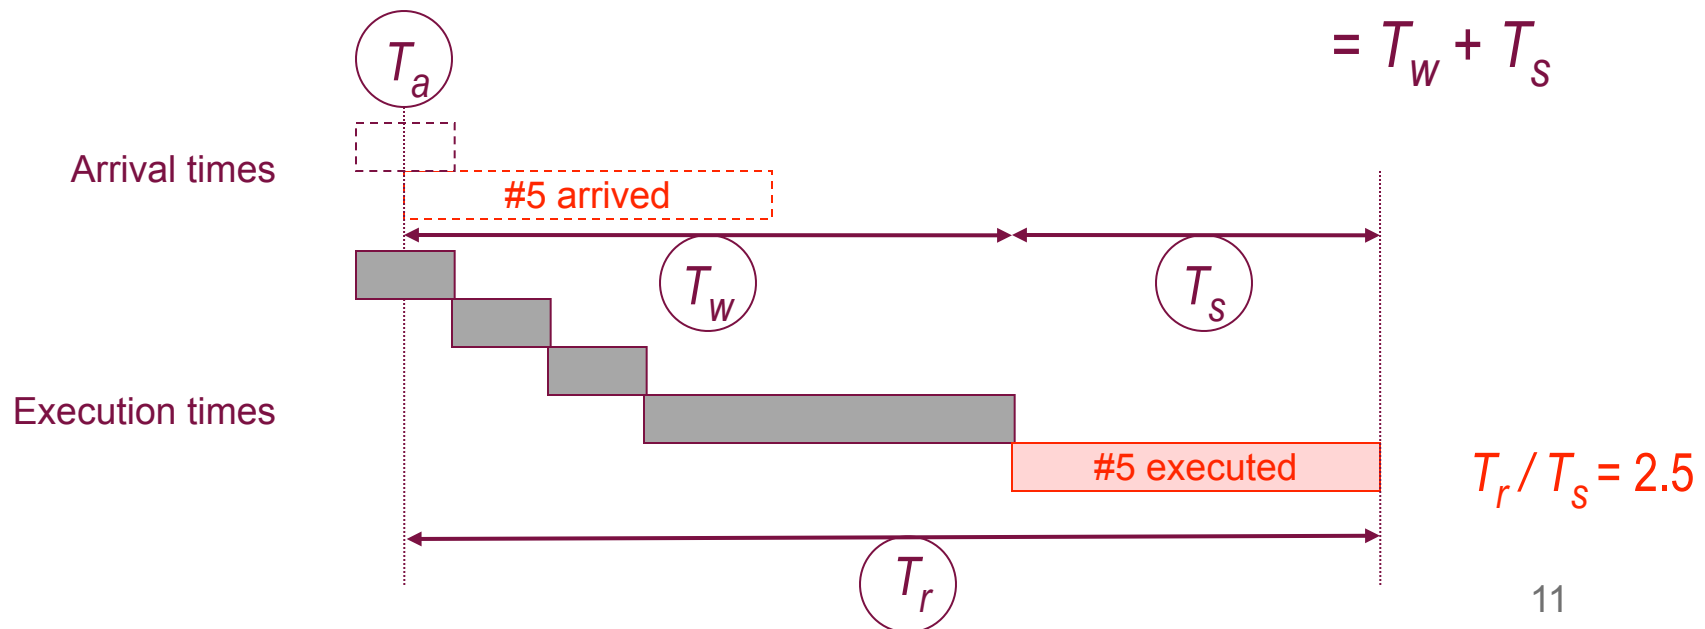 = Tw + Ts
Ta
Arrival times
#5 arrived
Tw
Ts
Execution times
#5 executed
Tr / Ts = 2.5
Tr
11